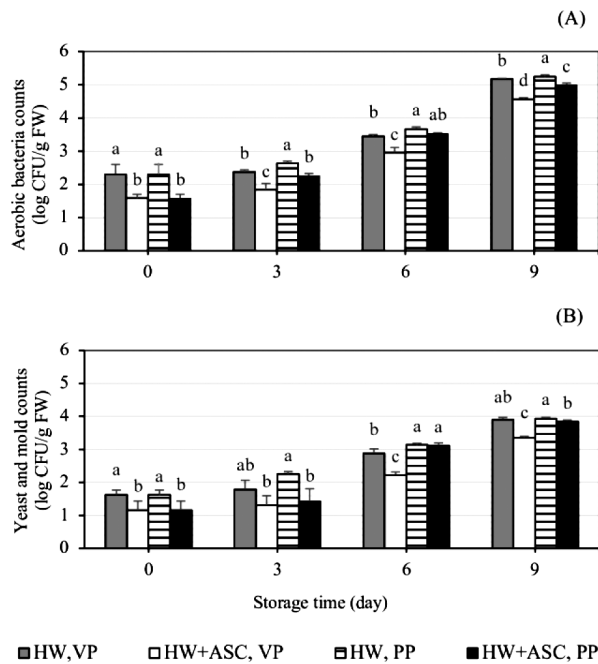 (A)
Aerobic bacteria counts
(log CFU/g FW)
6
5
4
3
2
1
0
a b a b
b c a b
b c a ab
b d a c
0 3 6 9
(B)
Yeast and mold counts
(log CFU/g FW)
6
5
4
3
2
1
0
a b a b
ab b a b
b c a a
ab c a b
0 3 6 9
Storage time (day)
HW,VP HW+ASC, VP HW, PP HW+ASC, PP